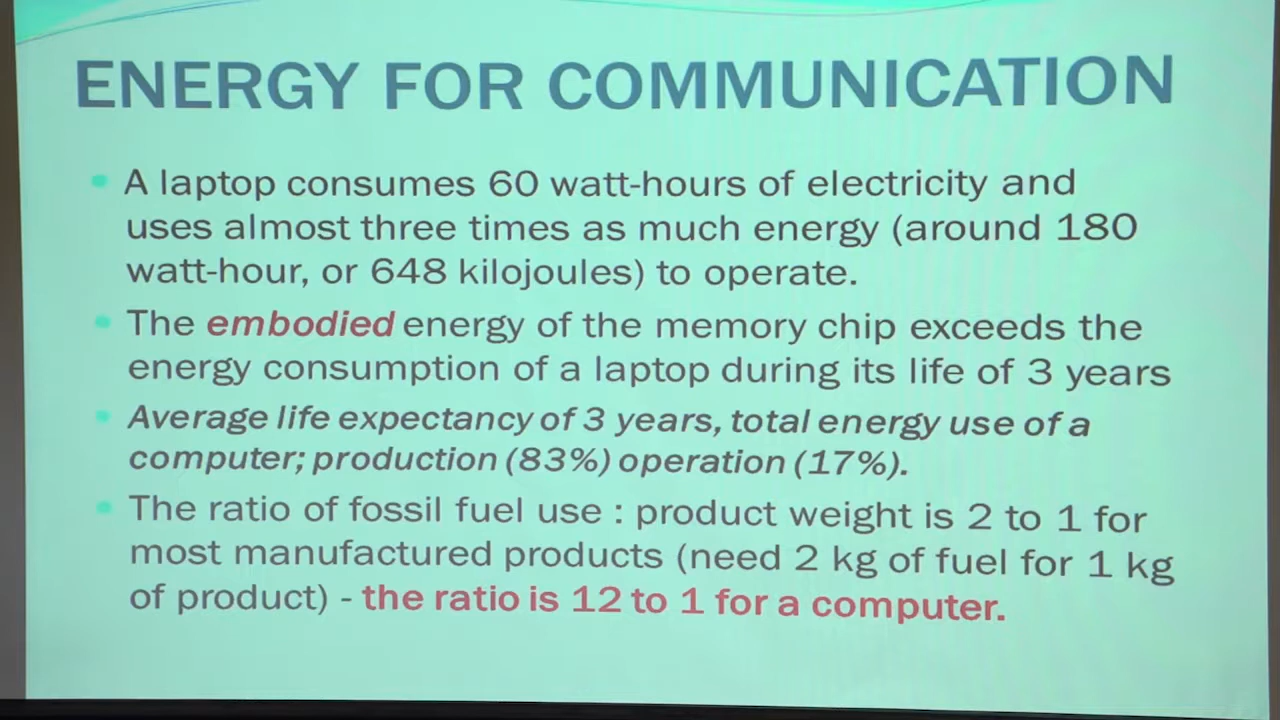 ENERGY FOR COMMUNICATION
• A laptop consumes 60 watt-hours of electricity and
uses almost three times as much energy (around 180
watt-hour, or 648 kilojoules) to operate.
• The embodied energy of the memory chip exceeds the
energy consumption of a laptop during its life of 3 years
• Average life expectancy of 3 years, total energy use of a
computer; production (83%) operation (17%).
• The ratio of fossil fuel use : product weight is 2 to 1 for
most manufactured products (need 2 kg of fuel for 1 kg
of product) - the ratio is 12 to 1 for a computer.